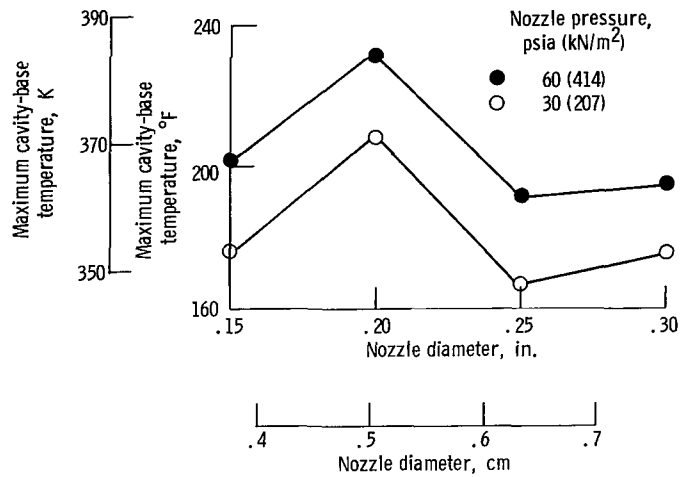 390
370
350
Maximum cavity-base
temperature, K
240
200
160
Maximum cavity-base
temperature, °F
Nozzle pressure,
psia (kN/m²)
60 (414)
30 (207)
.15 .20 .25 .30
Nozzle diameter, in.
.4 .5 .6 .7
Nozzle diameter, cm